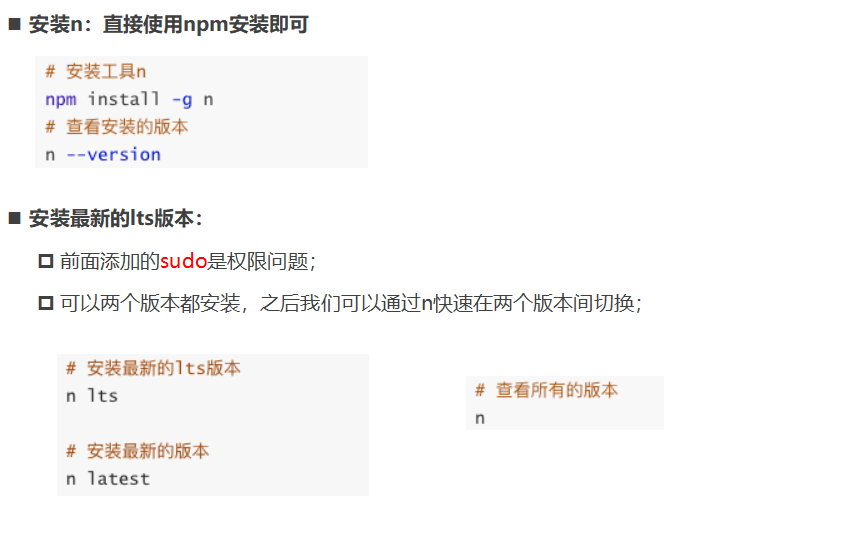 安装n：直接使用npm安装即可
# 安装工具n
npm install -g n
# 查看安装的版本
n --version
安装最新的lts版本：
前面添加的sudo是权限问题；
可以两个版本都安装，之后我们可以通过n快速在两个版本间切换；
# 安装最新的lts版本
n lts
# 安装最新的版本
n latest
# 查看所有的版本
n